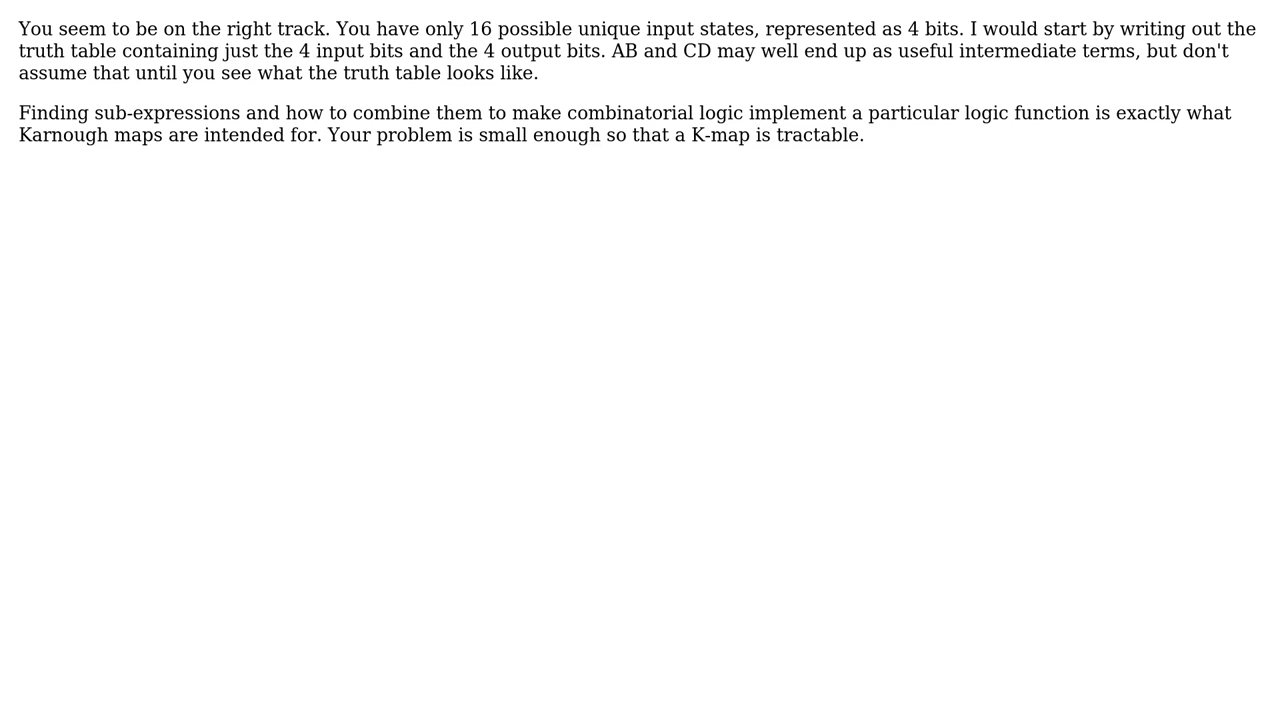 You seem to be on the right track. You have only 16 possible unique input states, represented as 4 bits. I would start by writing out the
truth table containing just the 4 input bits and the 4 output bits. AB and CD may well end up as useful intermediate terms, but don't
assume that until you see what the truth table looks like.
Finding sub-expressions and how to combine them to make combinatorial logic implement a particular logic function is exactly what
Karnough maps are intended for. Your problem is small enough so that a K-map is tractable.